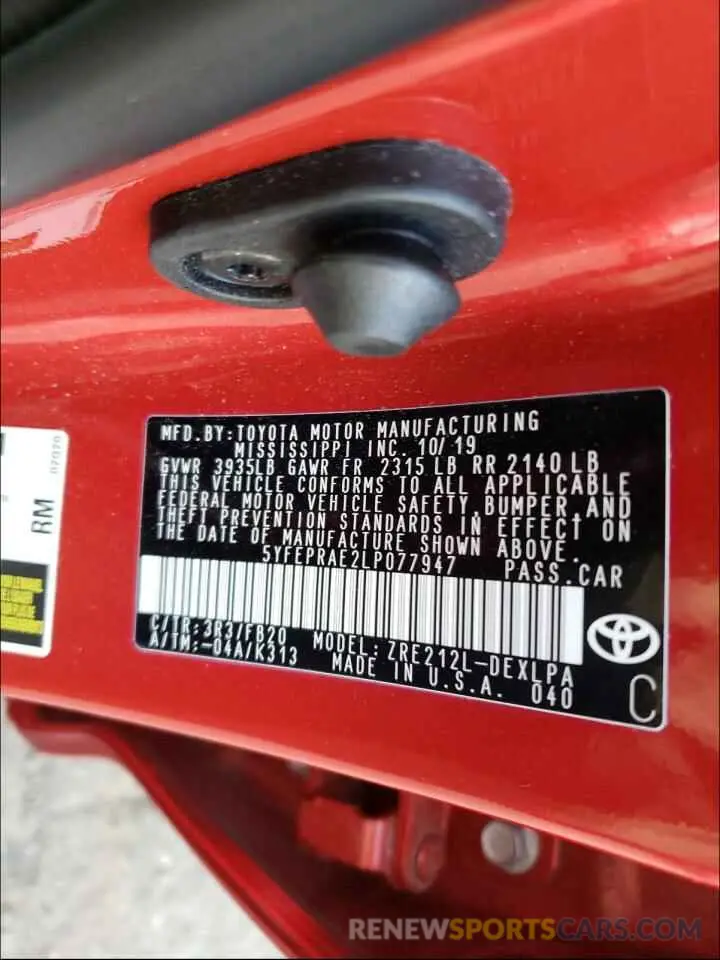 MFD.BY:TOYOTA MOTOR MANUFACTURING
MISSISSIPPI INC. 10/19
GVWR 3935LB GAWR FR 2315LB RR 2140LB
THIS VEHICLE CONFORMS TO ALL APPLICABLE
FEDERAL MOTOR VEHICLE SAFETY,BUMPER,AND
THEFT PREVENTION STANDARDS IN EFFECT ON
THE DATE OF MANUFACTURE SHOWN ABOVE.
5YFEPRAE2LP077947 PASS.CAR
C/TR:3R3/FB20 MODEL:ZRE212L-DEXLPA
A/TM:-04A/K313 MADE IN U.S.A. 040
C
RM
07070
RENEWSPORTSCARS.COM